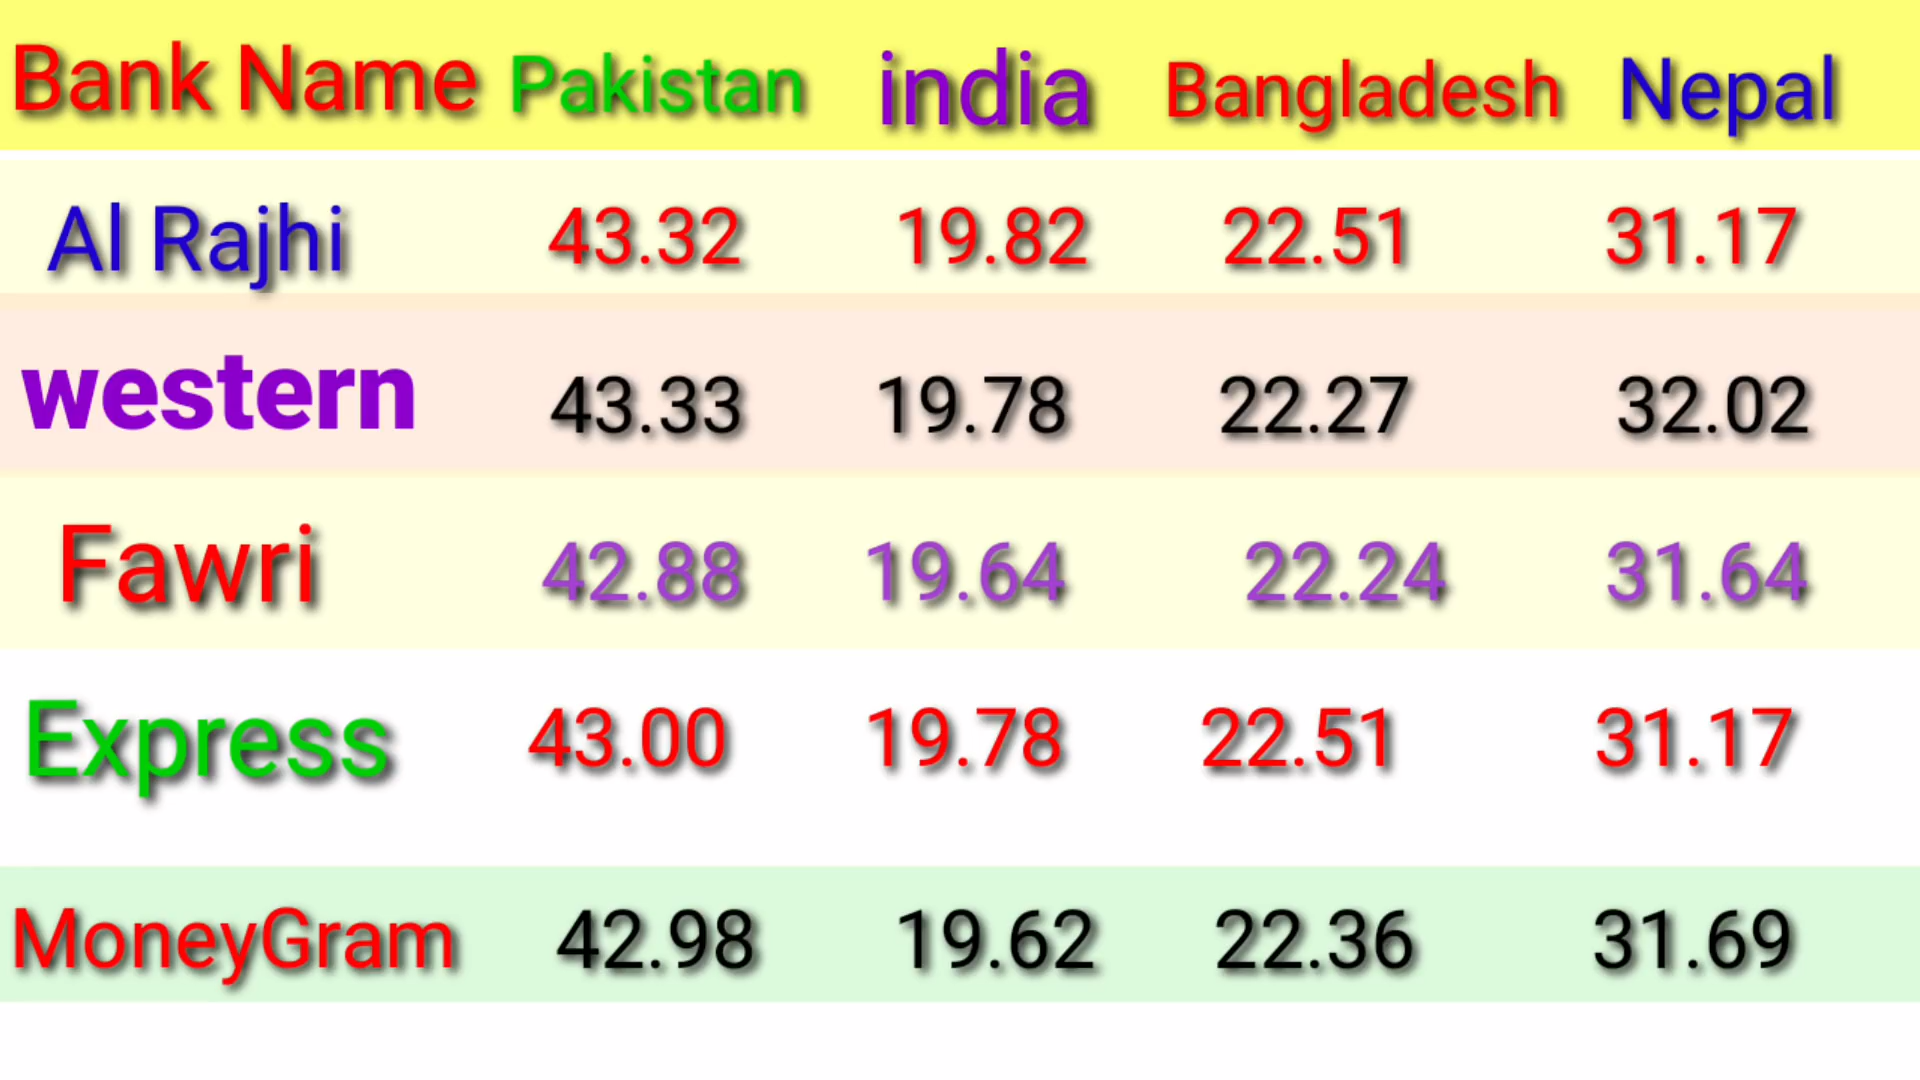 Bank Name Pakistan india Bangladesh Nepal
Al Rajhi 43.32 19.82 22.51 31.17
western 43.33 19.78 22.27 32.02
Fawri 42.88 19.64 22.24 31.64
Express 43.00 19.78 22.51 31.17
MoneyGram 42.98 19.62 22.36 31.69